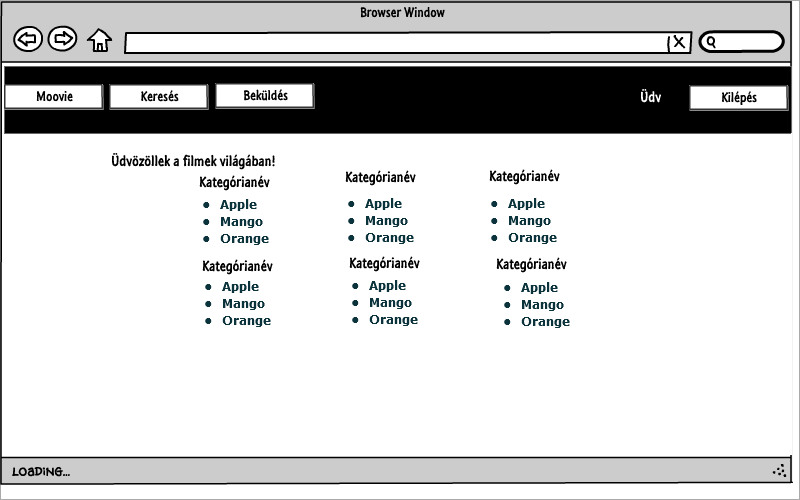 Browser Window
Moovie Keresés Beküldés Üdv Kilépés
Üdvözöllek a filmek világában!
Kategórianév Kategórianév Kategórianév
Apple Apple Apple
Mango Mango Mango
Orange Orange Orange
Kategórianév Kategórianév Kategórianév
Apple Apple Apple
Mango Mango Mango
Orange Orange Orange
LOADING...